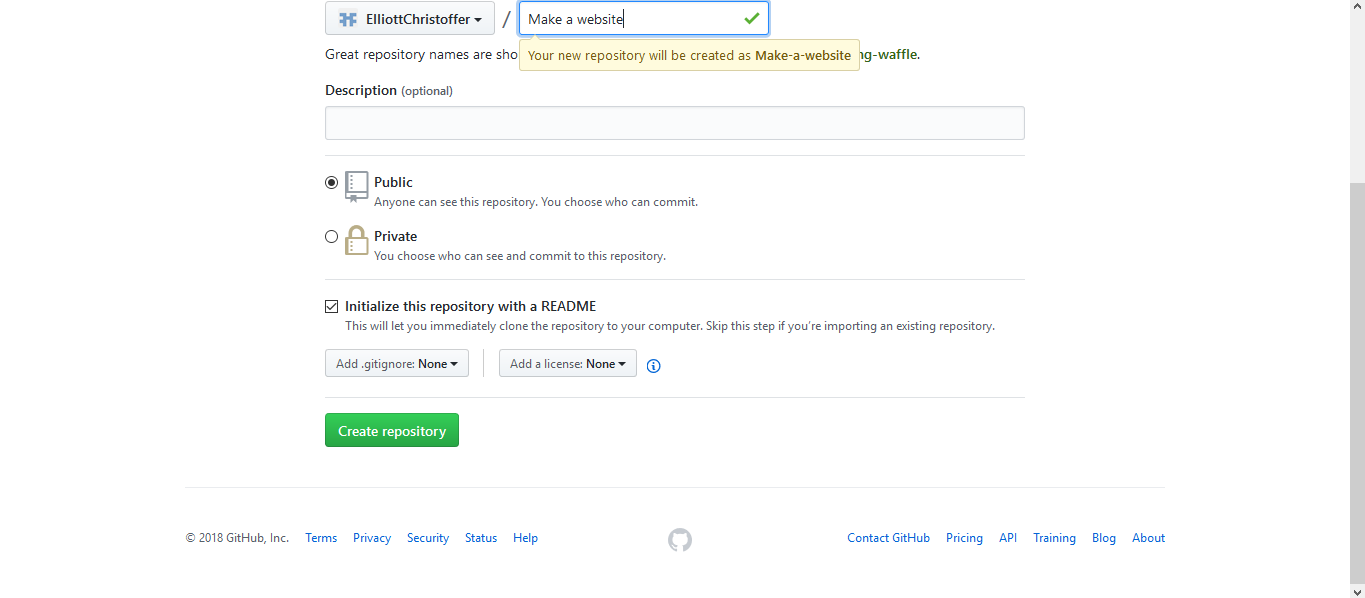 ElliottChristoffer / Make a website
Great repository names are sho
Your new repository will be created as Make-a-website
ng-waffle.
Description (optional)
Public
Anyone can see this repository. You choose who can commit.
Private
You choose who can see and commit to this repository.
Initialize this repository with a README
This will let you immediately clone the repository to your computer. Skip this step if you’re importing an existing repository.
Add .gitignore: None Add a license: None
Create repository
© 2018 GitHub, Inc. Terms Privacy Security Status Help Contact GitHub Pricing API Training Blog About